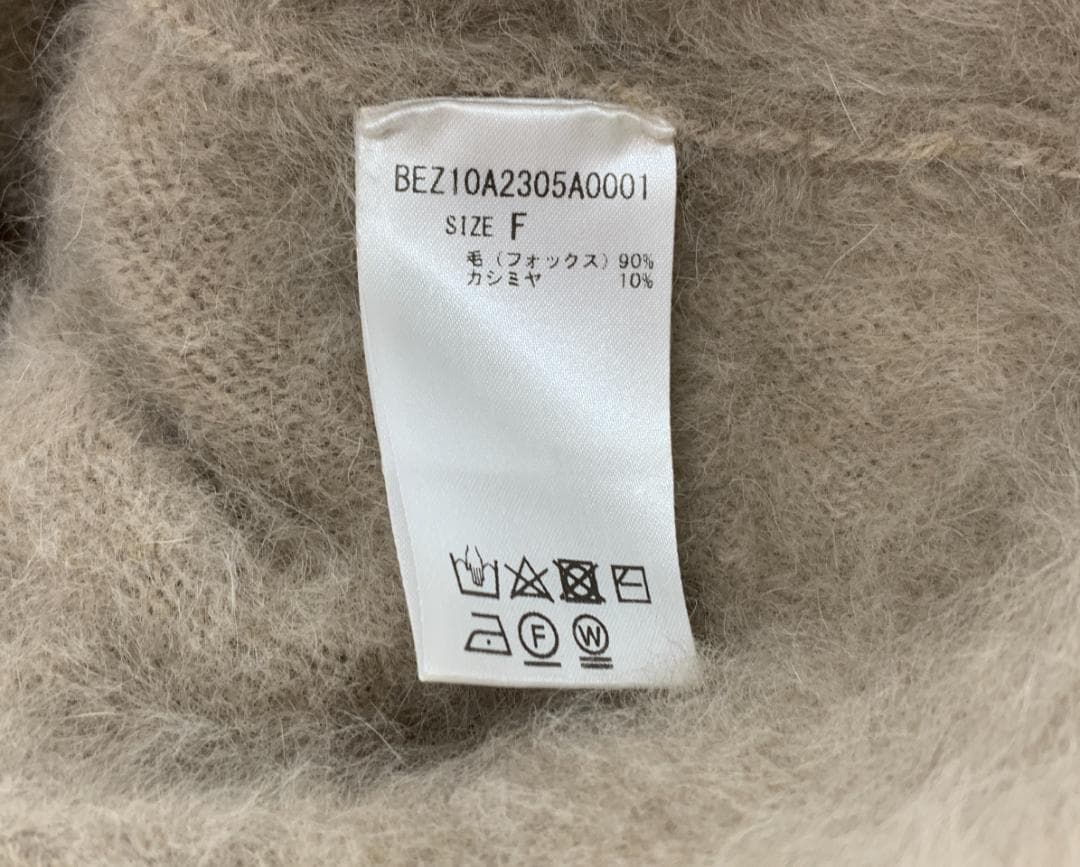 BEZ10A2305A0001
SIZE F
毛（フォックス）90%
カシミヤ 10%
F W